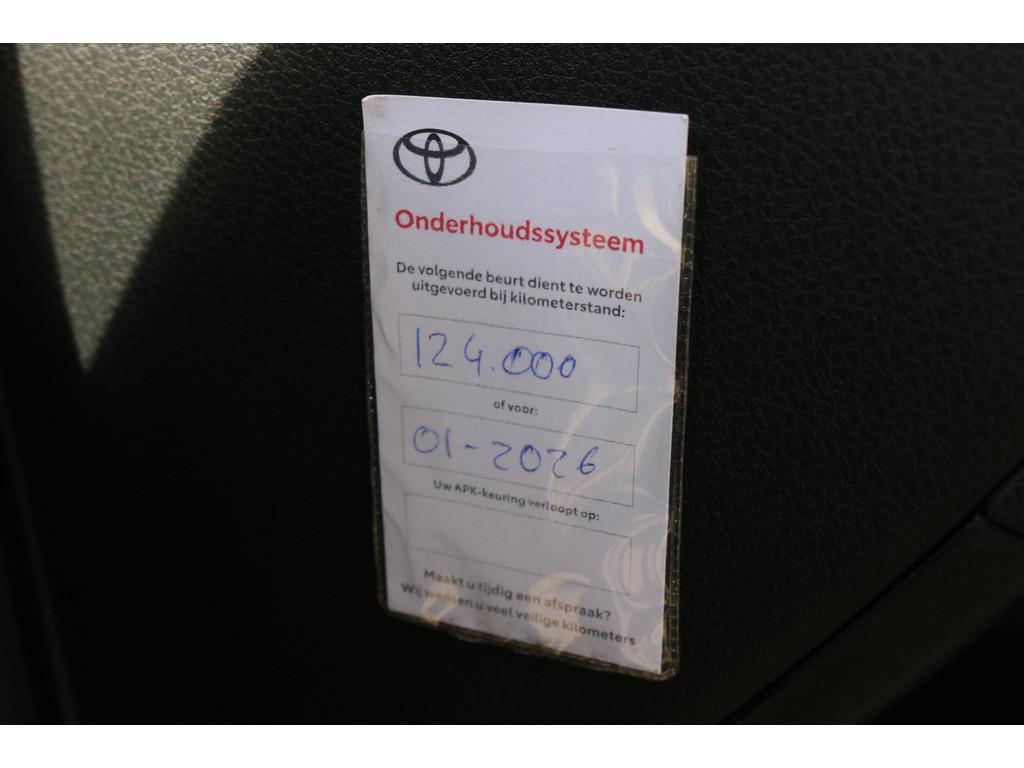 Onderhoudssysteem
De volgende beurt dient te worden
uitgevoerd bij kilometerstand:
124.000
of voor:
01-2026
Uw APK-keuring verloopt op:
Maakt u tijdig een afspraak?
Wij wensen u veel veilige kilometers